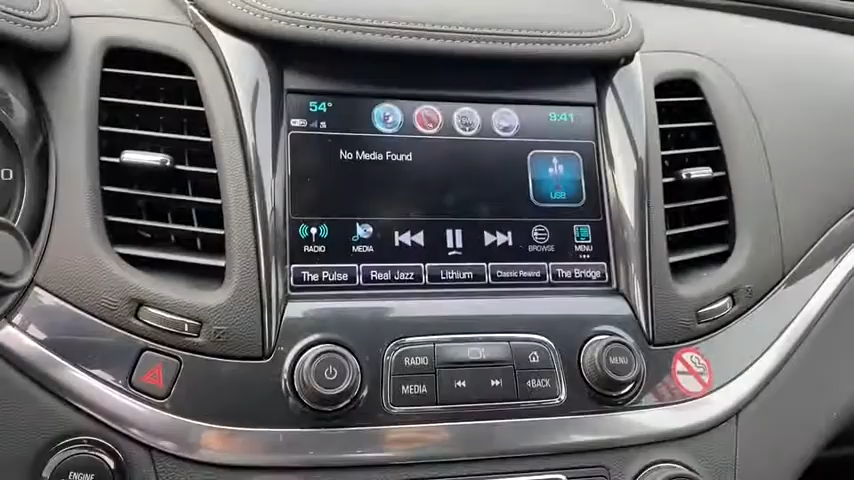 54°
9:41
No Media Found
USB
RADIO
MEDIA
BROWSE
MENU
The Pulse
Real Jazz
Lithium
Classic Rewind
The Bridge
RADIO
MEDIA
BACK
MENU
ENGINE